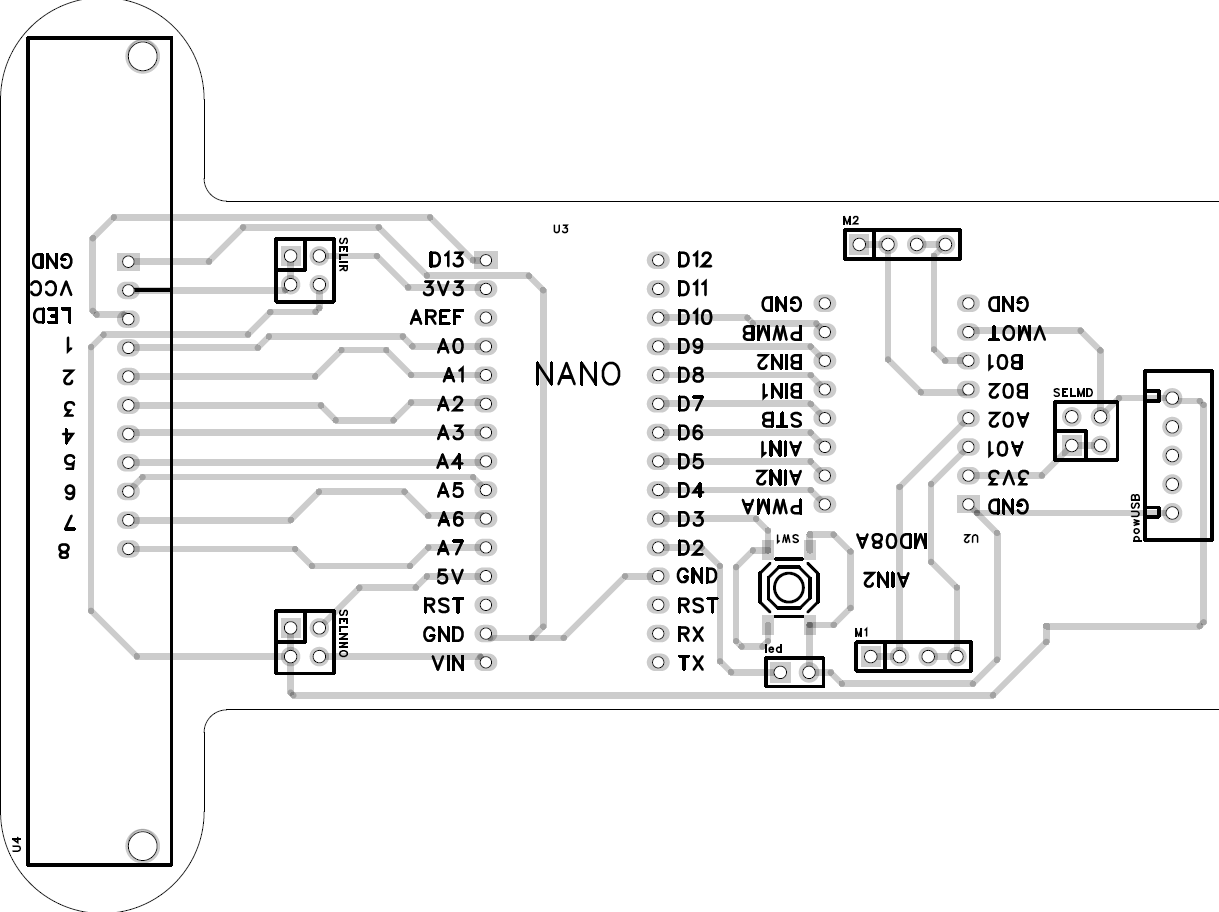 U4
GND
VCC
LED
1
2
3
4
5
6
7
8
SELIR
SELNNO
U3
NANO
D13
3V3
AREF
A0
A1
A2
A3
A4
A5
A6
A7
5V
RST
GND
VIN
D12
D11
D10
D9
D8
D7
D6
D5
D4
D3
D2
GND
RST
RX
TX
GND
PWMB
BIN2
BIN1
STB
AIN1
AIN2
PWMA
SW1
led
M2
M1
MD08A
AIN2
U2
GND
VMOT
B01
B02
A02
A01
3V3
GND
SELMD
powUSB